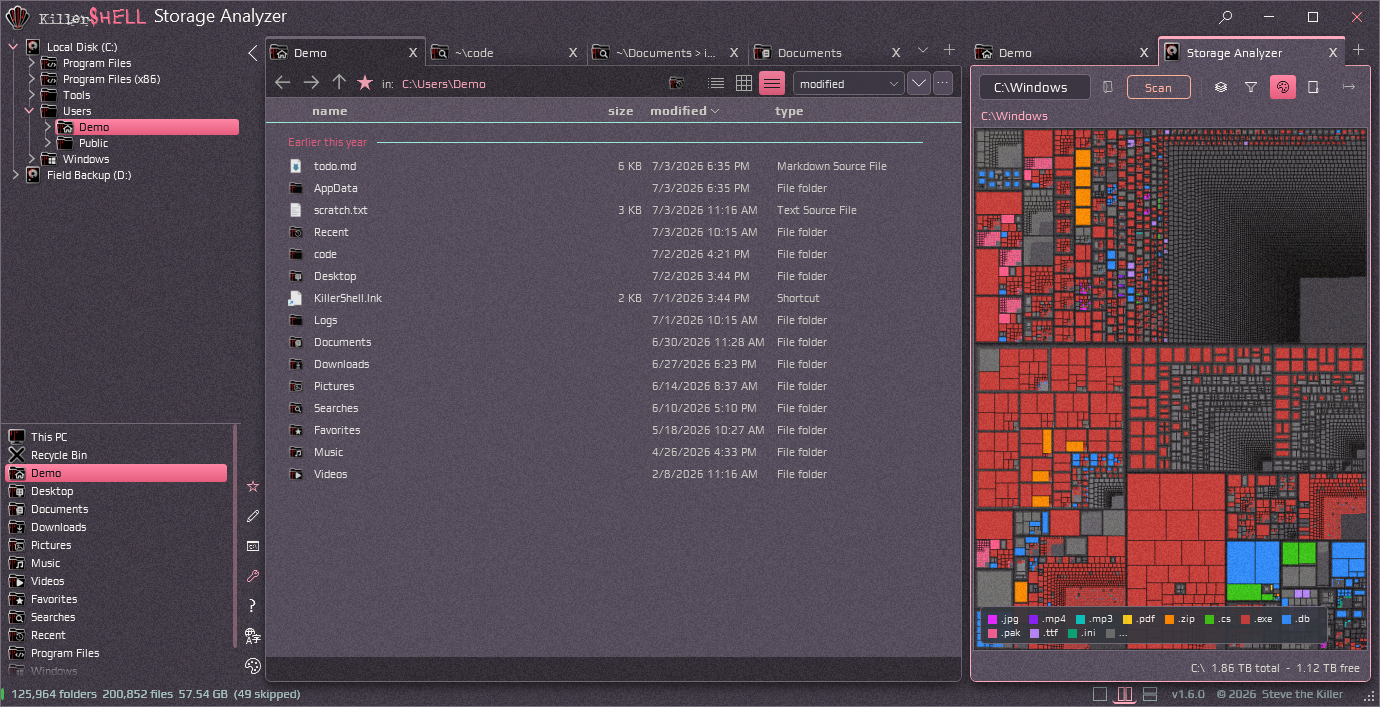 KillerSHELL Storage Analyzer
Local Disk (C:)
Program Files
Program Files (x86)
Tools
Users
Demo
Public
Windows
Field Backup (D:)
This PC
Recycle Bin
Demo
Desktop
Documents
Downloads
Pictures
Music
Videos
Favorites
Searches
Recent
Program Files
Windows
Demo X ~\code X ~\Documents > i... X Documents X
in: C:\Users\Demo modified
name size modified type
Earlier this year
todo.md 6 KB 7/3/2026 6:35 PM Markdown Source File
AppData 7/3/2026 6:35 PM File folder
scratch.txt 3 KB 7/3/2026 11:16 AM Text Source File
Recent 7/3/2026 10:15 AM File folder
code 7/2/2026 4:21 PM File folder
Desktop 7/2/2026 3:44 PM File folder
KillerShell.lnk 2 KB 7/1/2026 3:44 PM Shortcut
Logs 7/1/2026 10:15 AM File folder
Documents 6/30/2026 11:28 AM File folder
Downloads 6/27/2026 6:23 PM File folder
Pictures 6/14/2026 8:37 AM File folder
Searches 6/10/2026 5:10 PM File folder
Favorites 5/18/2026 10:27 AM File folder
Music 4/26/2026 4:33 PM File folder
Videos 2/8/2026 11:16 AM File folder
Demo X Storage Analyzer X
C:\Windows Scan
C:\Windows
.jpg .mp4 .mp3 .pdf .zip .cs .exe .db
.pak .ttf .ini ...
C:\ 1.86 TB total - 1.12 TB free
125,964 folders 200,852 files 57.54 GB (49 skipped)
v1.6.0 © 2026 Steve the Killer